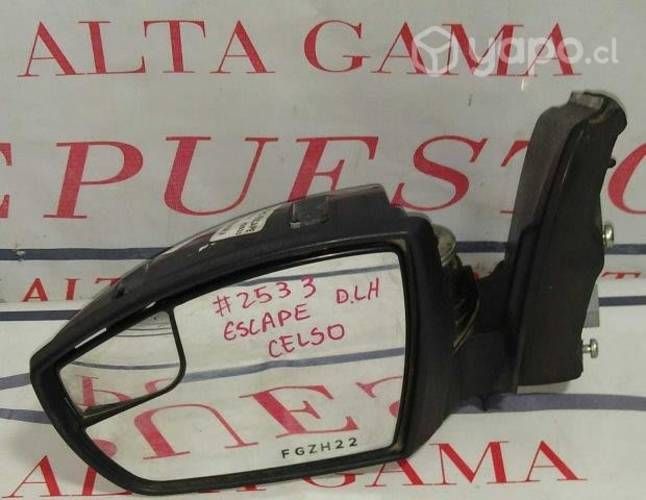 ALTA GAMA
yapo.cl
EPUESTO
#2533 D.LH
ESCAPE
CELSO
FGZH22
ALTA GAMA